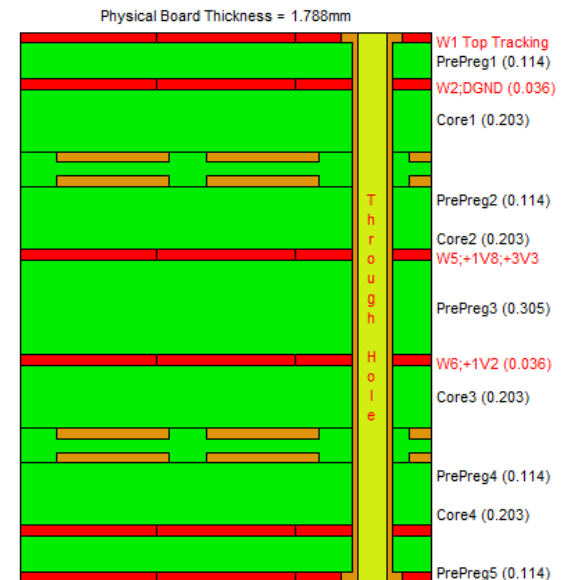 Physical Board Thickness = 1.788mm
W1 Top Tracking
PrePreg1 (0.114)
W2;DGND (0.036)
Core1 (0.203)
PrePreg2 (0.114)
Core2 (0.203)
W5;+1V8;+3V3
PrePreg3 (0.305)
W6;+1V2 (0.036)
Core3 (0.203)
PrePreg4 (0.114)
Core4 (0.203)
PrePreg5 (0.114)
Through Hole